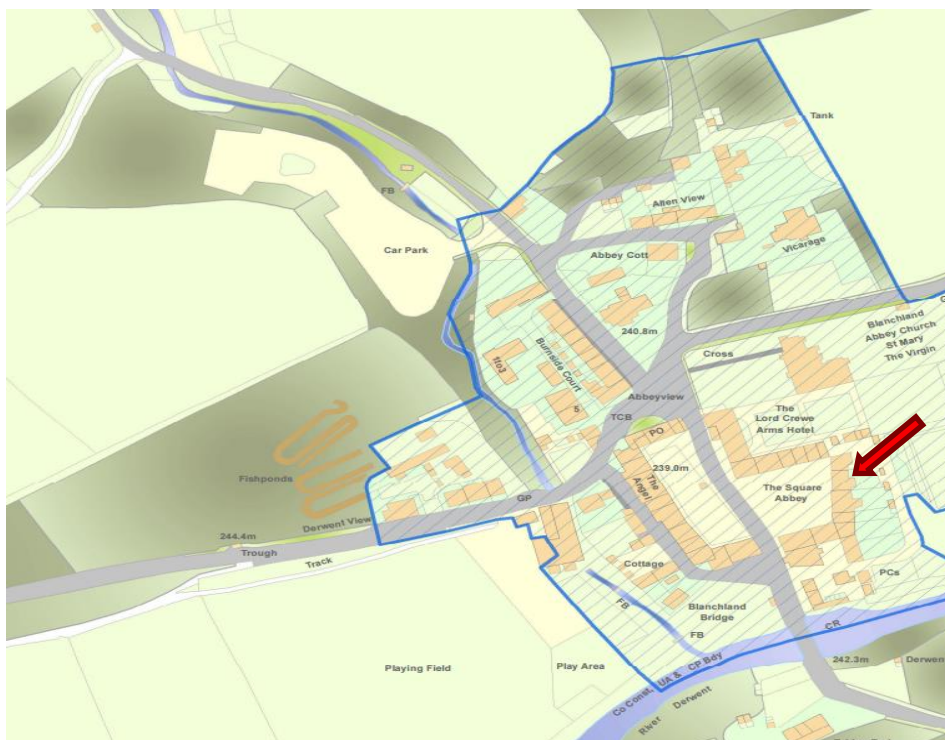 Tank
FB
Allen View
Car Park
Abbey Cott
Vicarage
240.8m
Blanchland
Abbey Church
St Mary
The Virgin
Cross
1to3
Burnside Court
Abbeyview
5
TCB
The
Lord Crewe
Arms Hotel
PO
239.0m
The
Angel
The Square
Abbey
Fishponds
GP
Derwent View
244.4m
Trough
Track
Cottage
PCs
FB
Blanchland
Bridge
FB
CR
Playing Field
Play Area
Co Const, UA & CP Bdy
242.3m
Derwent
River Derwent